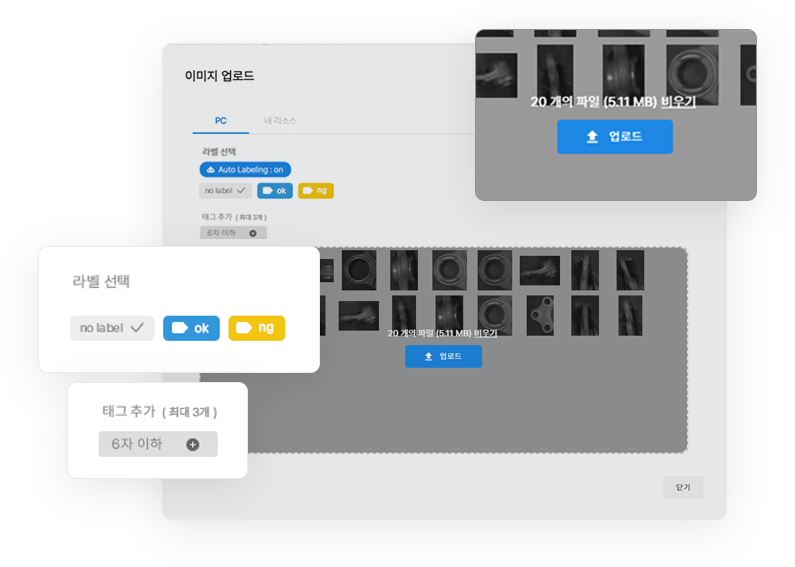 이미지 업로드
PC
내 리소스
라벨 선택
Auto Labeling : on
no label
ok
ng
태그 추가 ( 최대 3개 )
6자 이하
20 개의 파일 (5.11 MB) 비우기
업로드
닫기
20 개의 파일 (5.11 MB) 비우기
업로드
라벨 선택
no label
ok
ng
태그 추가 ( 최대 3개 )
6자 이하